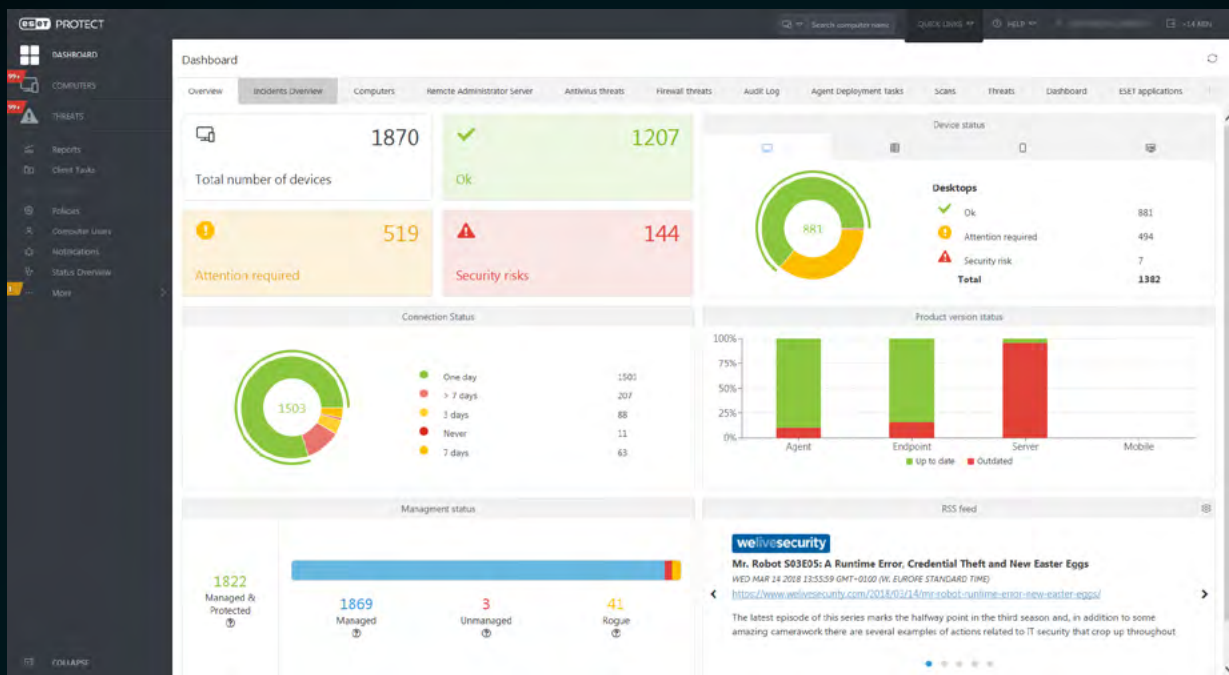 eset PROTECT
Search computer name
QUICK LINKS
HELP
>14 MIN
DASHBOARD
99+
COMPUTERS
99+
THREATS
Reports
Client Tasks
Policies
Computer Users
Notifications
Status Overview
More
COLLAPSE
Dashboard
Overview
Incidents Overview
Computers
Remote Administrator Server
Antivirus threats
Firewall threats
Audit Log
Agent Deployment tasks
Scans
Threats
Dashboard
ESET applications
1870
Total number of devices
1207
Ok
519
Attention required
144
Security risks
Device status
881
Desktops
Ok 881
Attention required 494
Security risk 7
Total 1382
Connection Status
1503
One day 1503
> 7 days 207
3 days 88
Never 11
7 days 63
Product version status
100%
75%
50%
25%
0%
Agent Endpoint Server Mobile
Up to date Outdated
Managment status
1822
Managed &
Protected
1869
Managed
3
Unmanaged
41
Rogue
RSS feed
welivesecurity
Mr. Robot S03E05: A Runtime Error, Credential Theft and New Easter Eggs
WED MAR 14 2018 13:55:59 GMT+0100 (W. EUROPE STANDARD TIME)
https://www.welivesecurity.com/2018/03/14/mr-robot-runtime-error-new-easter-eggs/
The latest episode of this series marks the halfway point in the third season and, in addition to some
amazing camerawork there are several examples of actions related to IT security that crop up throughout